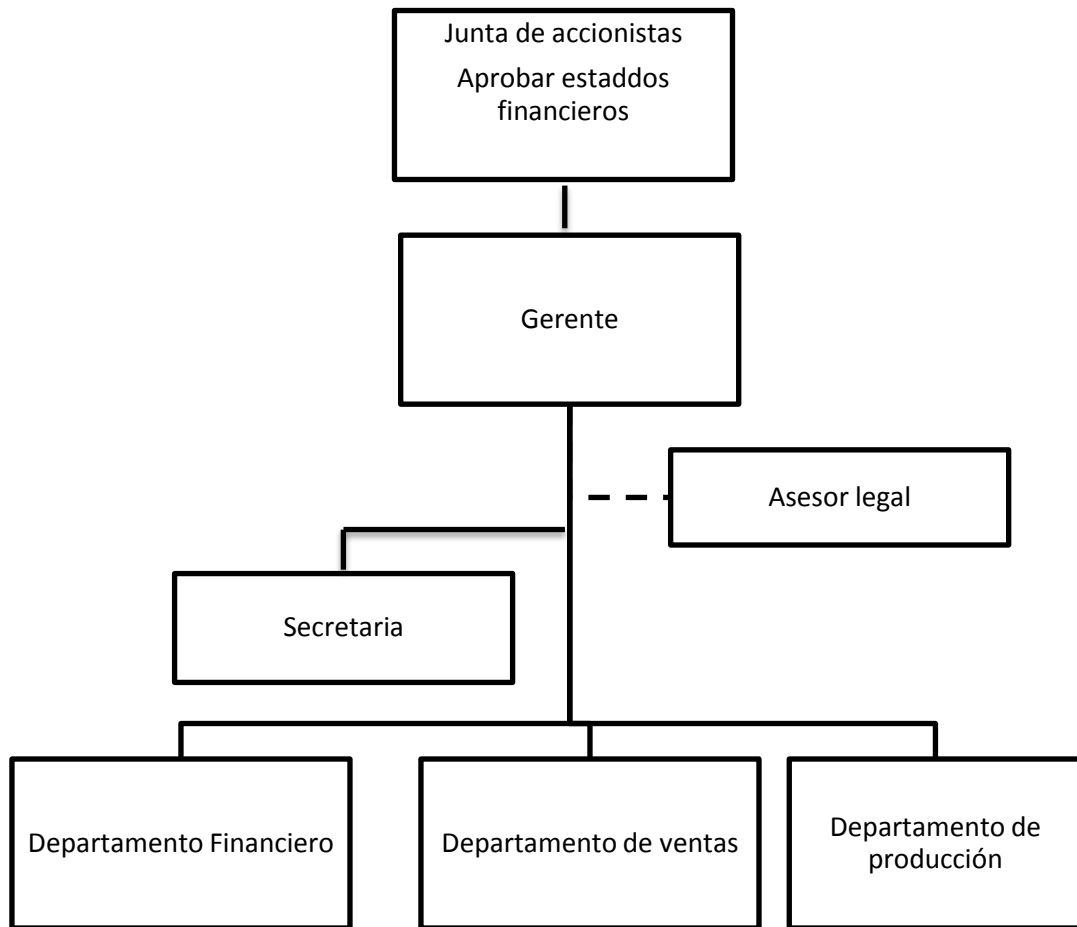 Junta de accionistas
Aprobar estaddos
financieros
Gerente
Asesor legal
Secretaria
Departamento Financiero
Departamento de ventas
Departamento de
producción